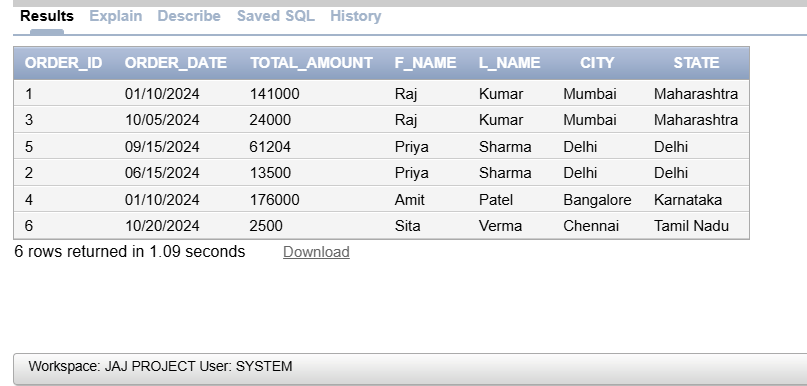 Results Explain Describe Saved SQL History
ORDER_ID ORDER_DATE TOTAL_AMOUNT F_NAME L_NAME CITY STATE
1 01/10/2024 141000 Raj Kumar Mumbai Maharashtra
3 10/05/2024 24000 Raj Kumar Mumbai Maharashtra
5 09/15/2024 61204 Priya Sharma Delhi Delhi
2 06/15/2024 13500 Priya Sharma Delhi Delhi
4 01/10/2024 176000 Amit Patel Bangalore Karnataka
6 10/20/2024 2500 Sita Verma Chennai Tamil Nadu
6 rows returned in 1.09 seconds Download
Workspace: JAJ PROJECT User: SYSTEM